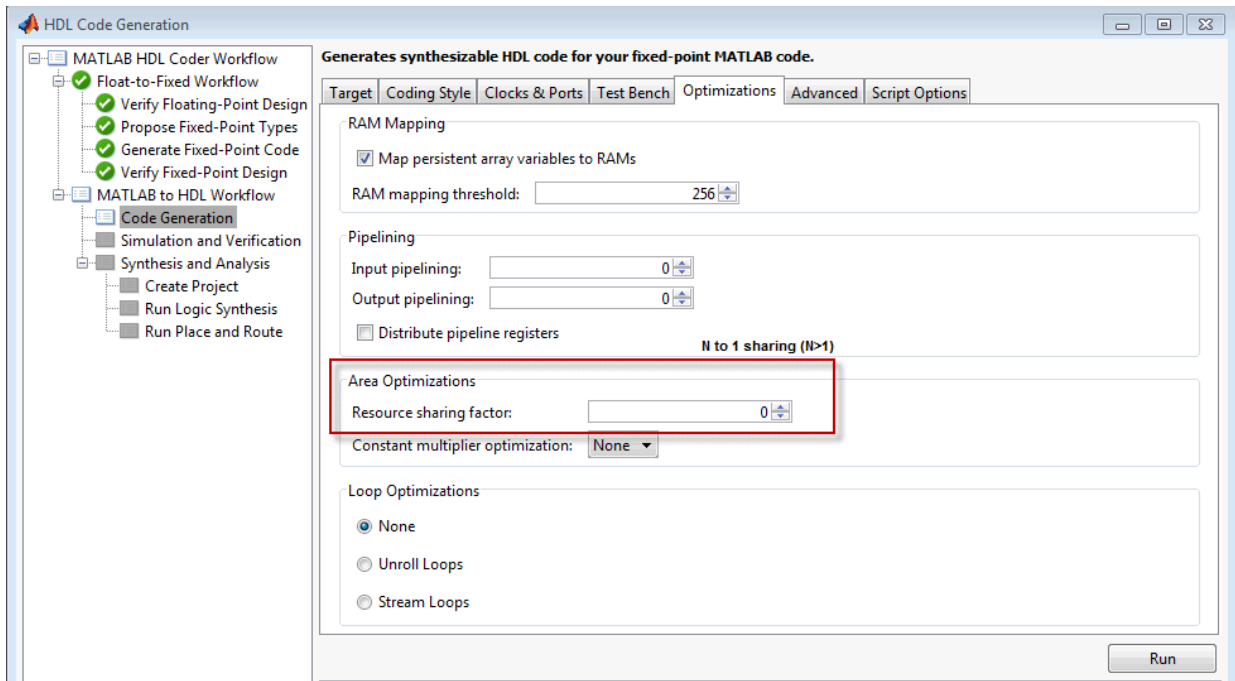 HDL Code Generation
MATLAB HDL Coder Workflow
Float-to-Fixed Workflow
Verify Floating-Point Design
Propose Fixed-Point Types
Generate Fixed-Point Code
Verify Fixed-Point Design
MATLAB to HDL Workflow
Code Generation
Simulation and Verification
Synthesis and Analysis
Create Project
Run Logic Synthesis
Run Place and Route
Generates synthesizable HDL code for your fixed-point MATLAB code.
Target Coding Style Clocks & Ports Test Bench Optimizations Advanced Script Options
RAM Mapping
Map persistent array variables to RAMs
RAM mapping threshold: 256
Pipelining
Input pipelining: 0
Output pipelining: 0
Distribute pipeline registers
N to 1 sharing (N>1)
Area Optimizations
Resource sharing factor: 0
Constant multiplier optimization: None
Loop Optimizations
None
Unroll Loops
Stream Loops
Run